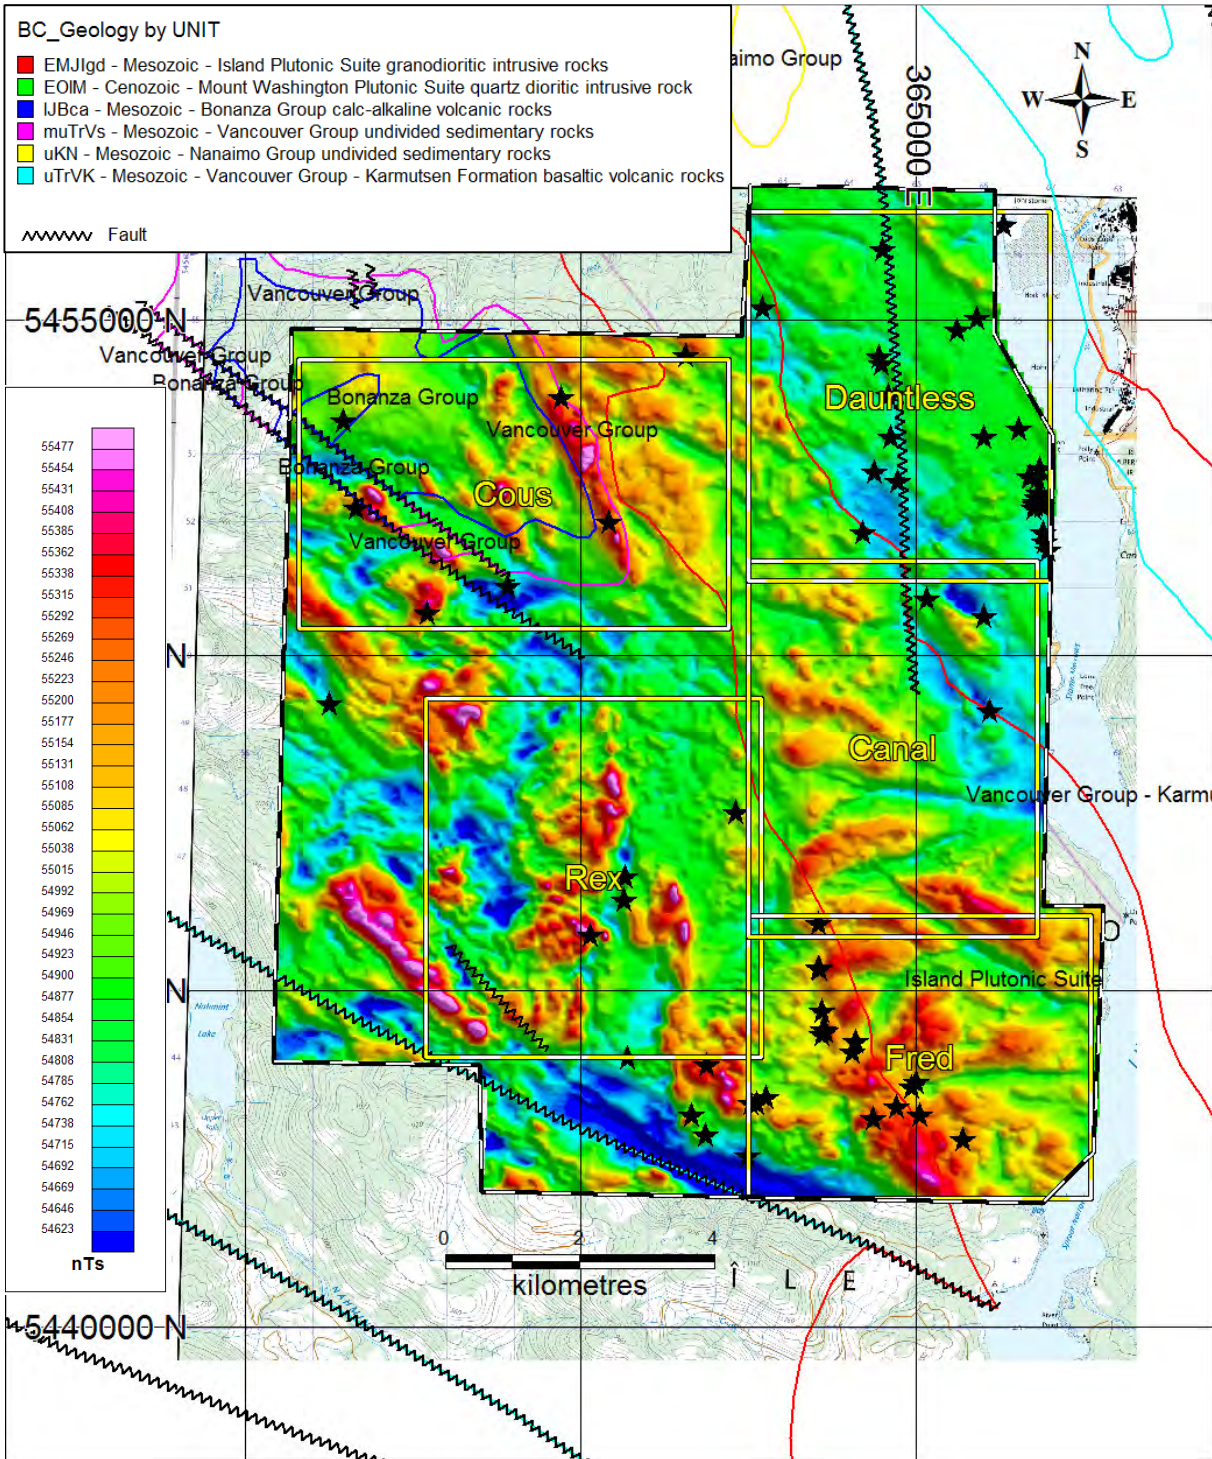 BC_Geology by UNIT
EMJIgd - Mesozoic - Island Plutonic Suite granodioritic intrusive rocks
EOIM - Cenozoic - Mount Washington Plutonic Suite quartz dioritic intrusive rock
IJBca - Mesozoic - Bonanza Group calc-alkaline volcanic rocks
muTrVs - Mesozoic - Vancouver Group undivided sedimentary rocks
uKN - Mesozoic - Nanaimo Group undivided sedimentary rocks
uTrVK - Mesozoic - Vancouver Group - Karmutsen Formation basaltic volcanic rocks
Fault
aimo Group
365000 E
N
W E
S
Vancouver Group
5455000 N
Vancouver Group
Bonanza Group
Bonanza Group
Dauntless
Vancouver Group
Bonanza Group
Cous
Vancouver Group
N
Canal
Vancouver Group - Karmu
Rex
Island Plutonic Suite
N
Fred
55477
55454
55431
55408
55385
55362
55338
55315
55292
55269
55246
55223
55200
55177
55154
55131
55108
55085
55062
55038
55015
54992
54969
54946
54923
54900
54877
54854
54831
54808
54785
54762
54738
54715
54692
54669
54646
54623
nTs
Nahmint
Lake
0 2 4
kilometres
Î L E
5440000 N